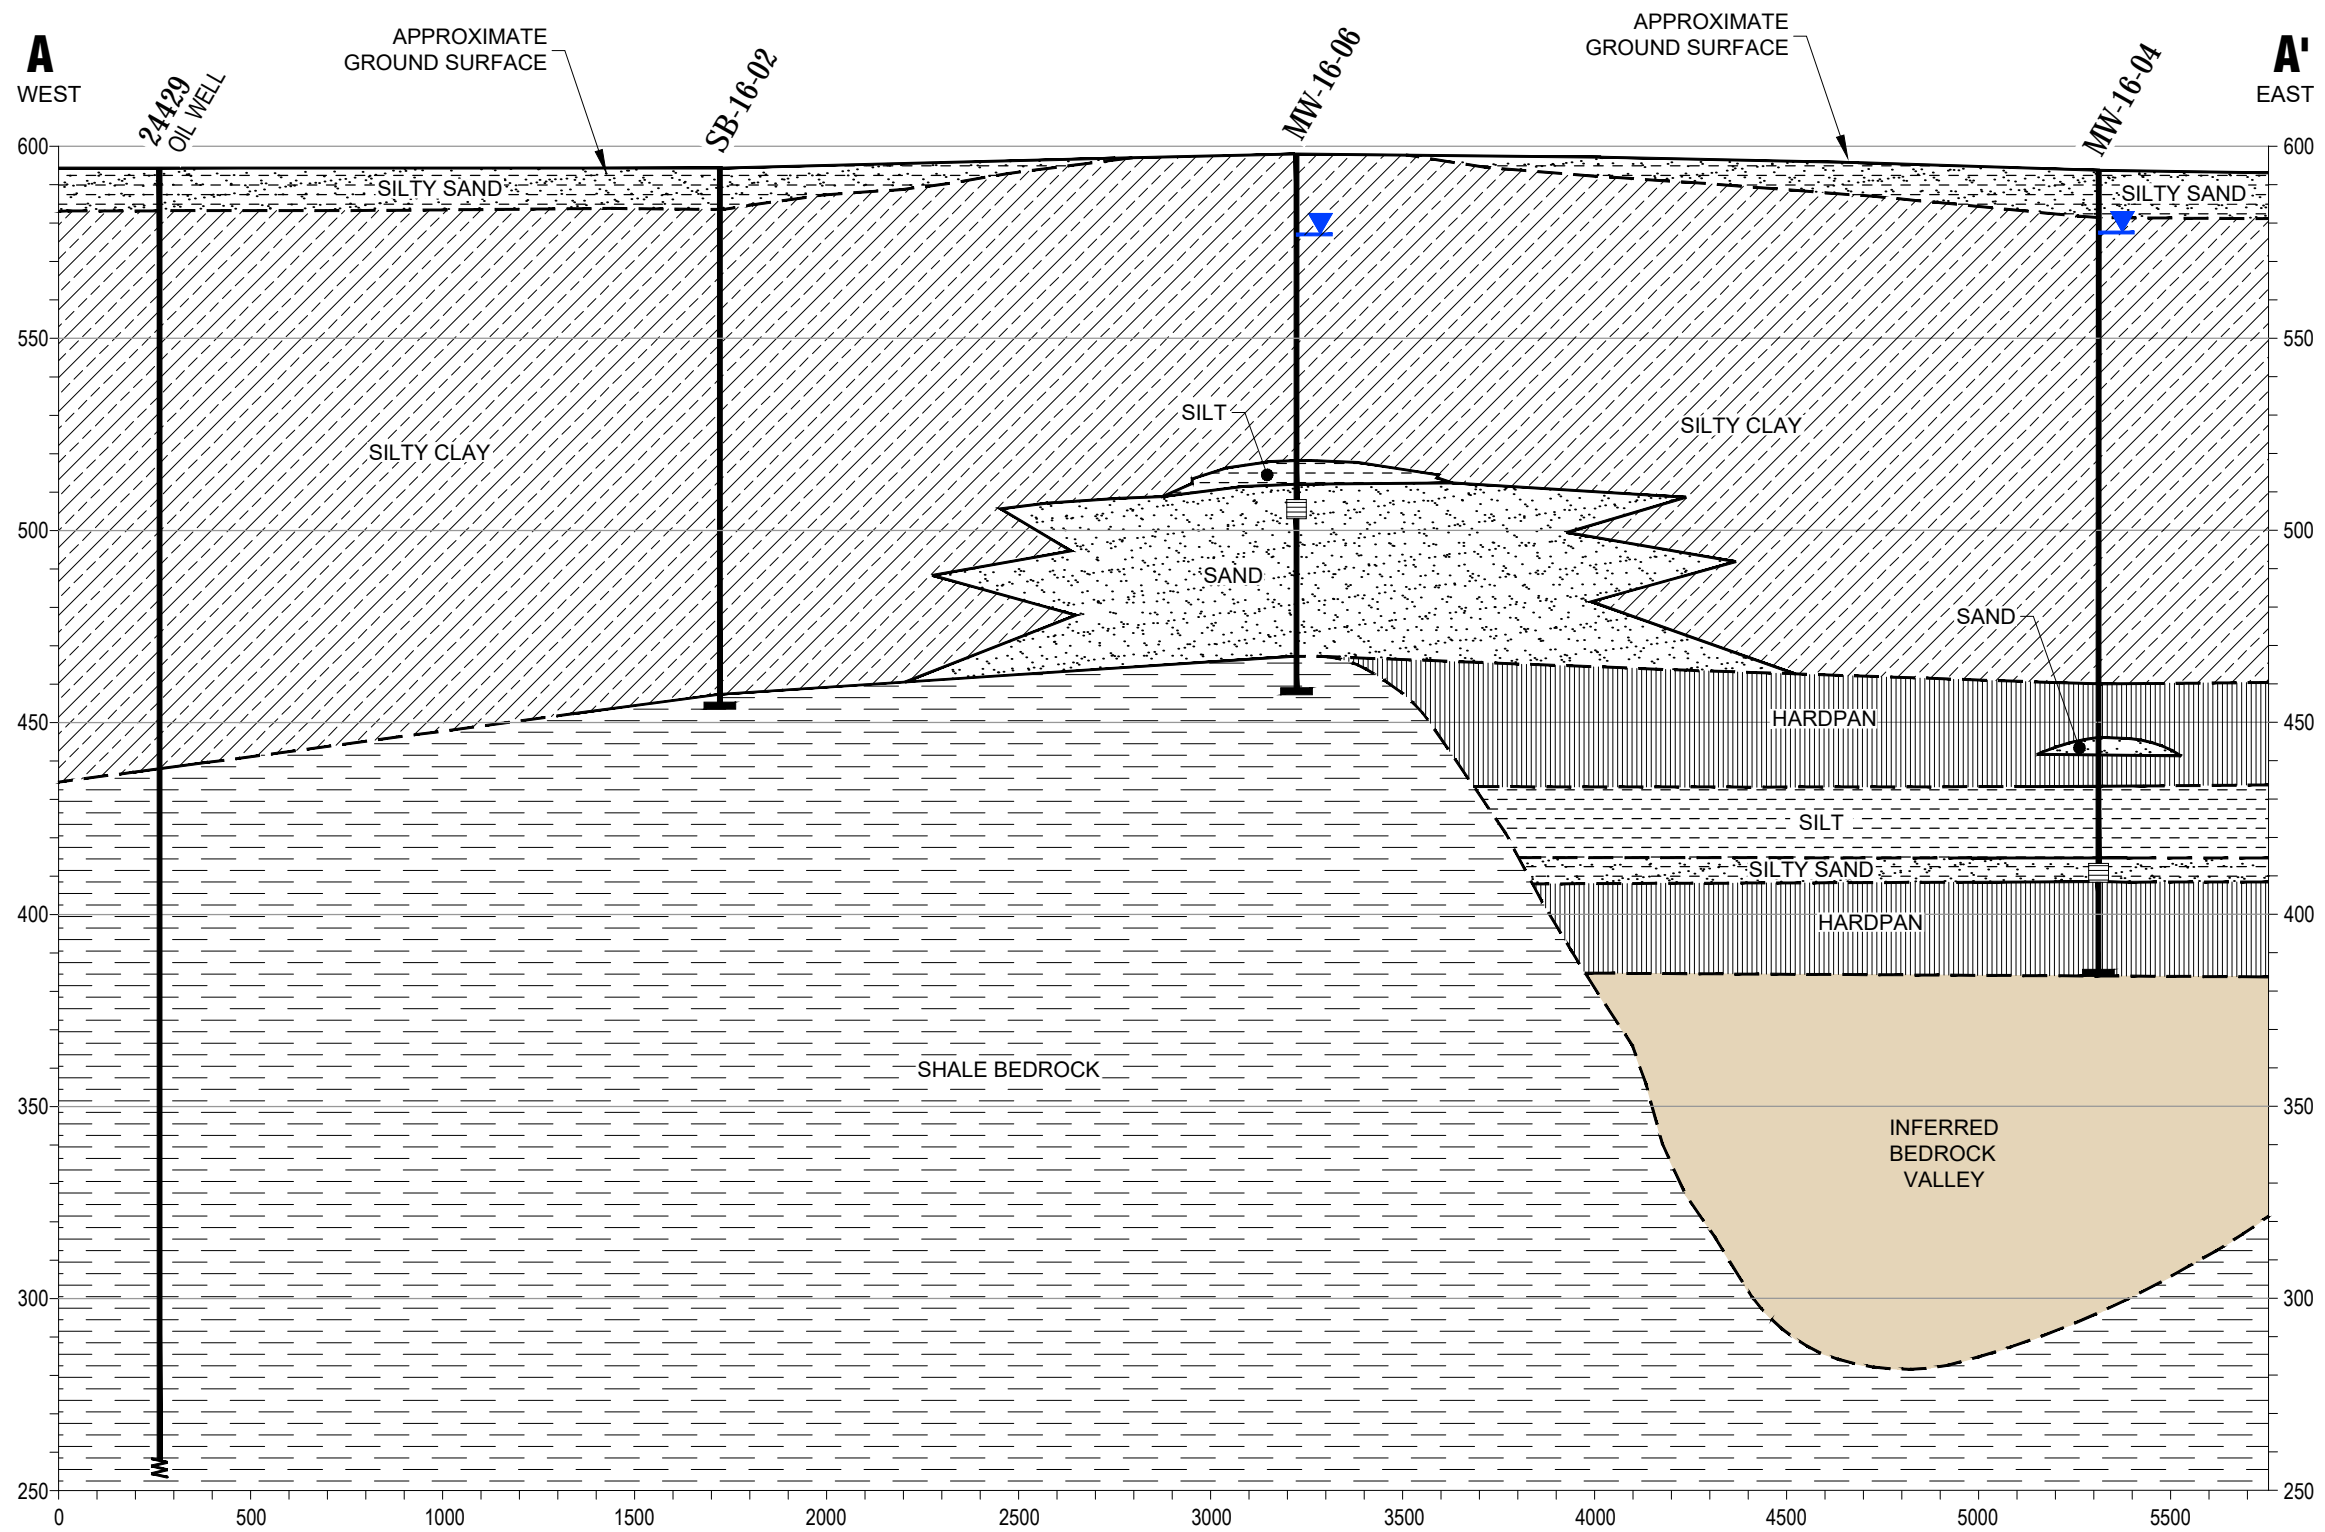 A
WEST
APPROXIMATE
GROUND SURFACE
24429
OIL WELL
SB-16-02
MW-16-06
APPROXIMATE
GROUND SURFACE
MW-16-04
A'
EAST
600
600
SILTY SAND
SILTY SAND
550
550
SILT
SILTY CLAY
SILTY CLAY
500
500
SAND
SAND
450
450
HARDPAN
SILT
SILTY SAND
400
400
HARDPAN
SHALE BEDROCK
350
350
INFERRED
BEDROCK
VALLEY
300
300
250
250
0
500
1000
1500
2000
2500
3000
3500
4000
4500
5000
5500